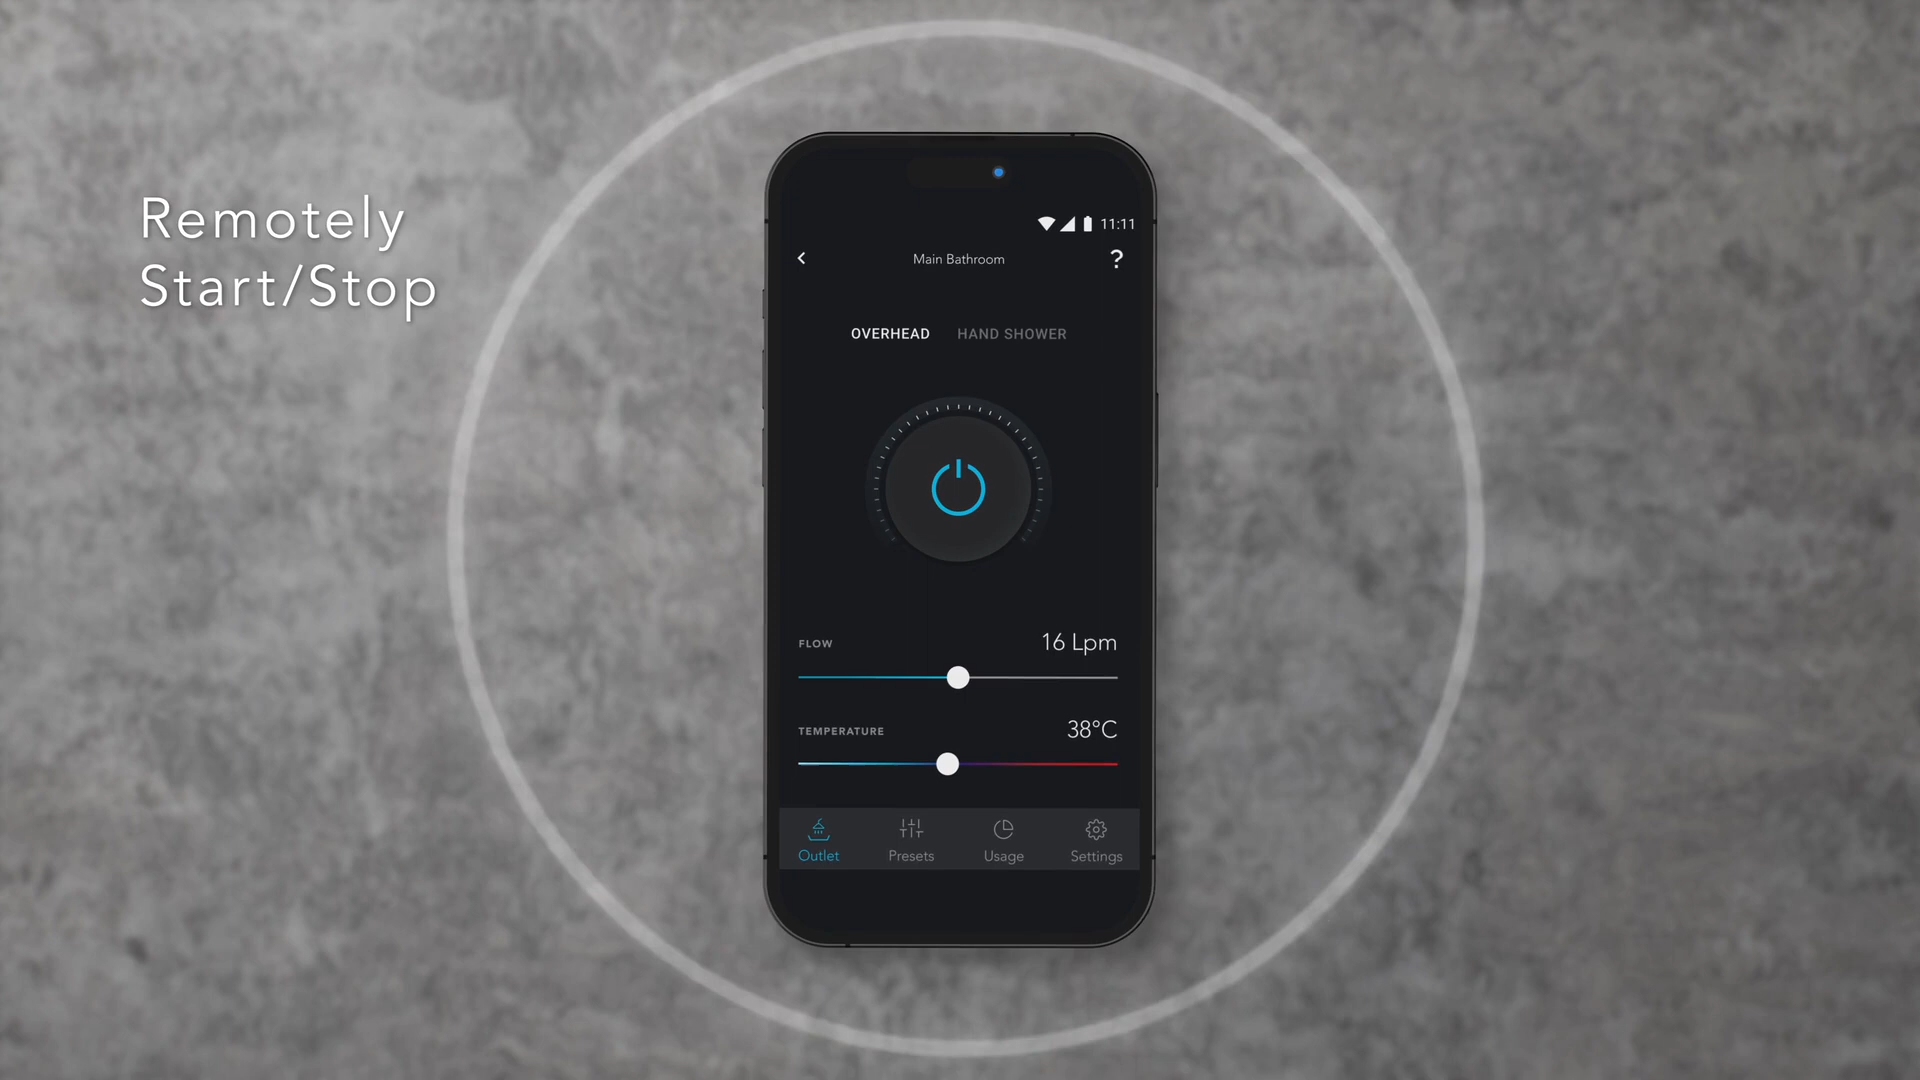 Remotely
Start/Stop
11:11
Main Bathroom ?
OVERHEAD HAND SHOWER
FLOW 16 Lpm
TEMPERATURE 38°C
Outlet Presets Usage Settings